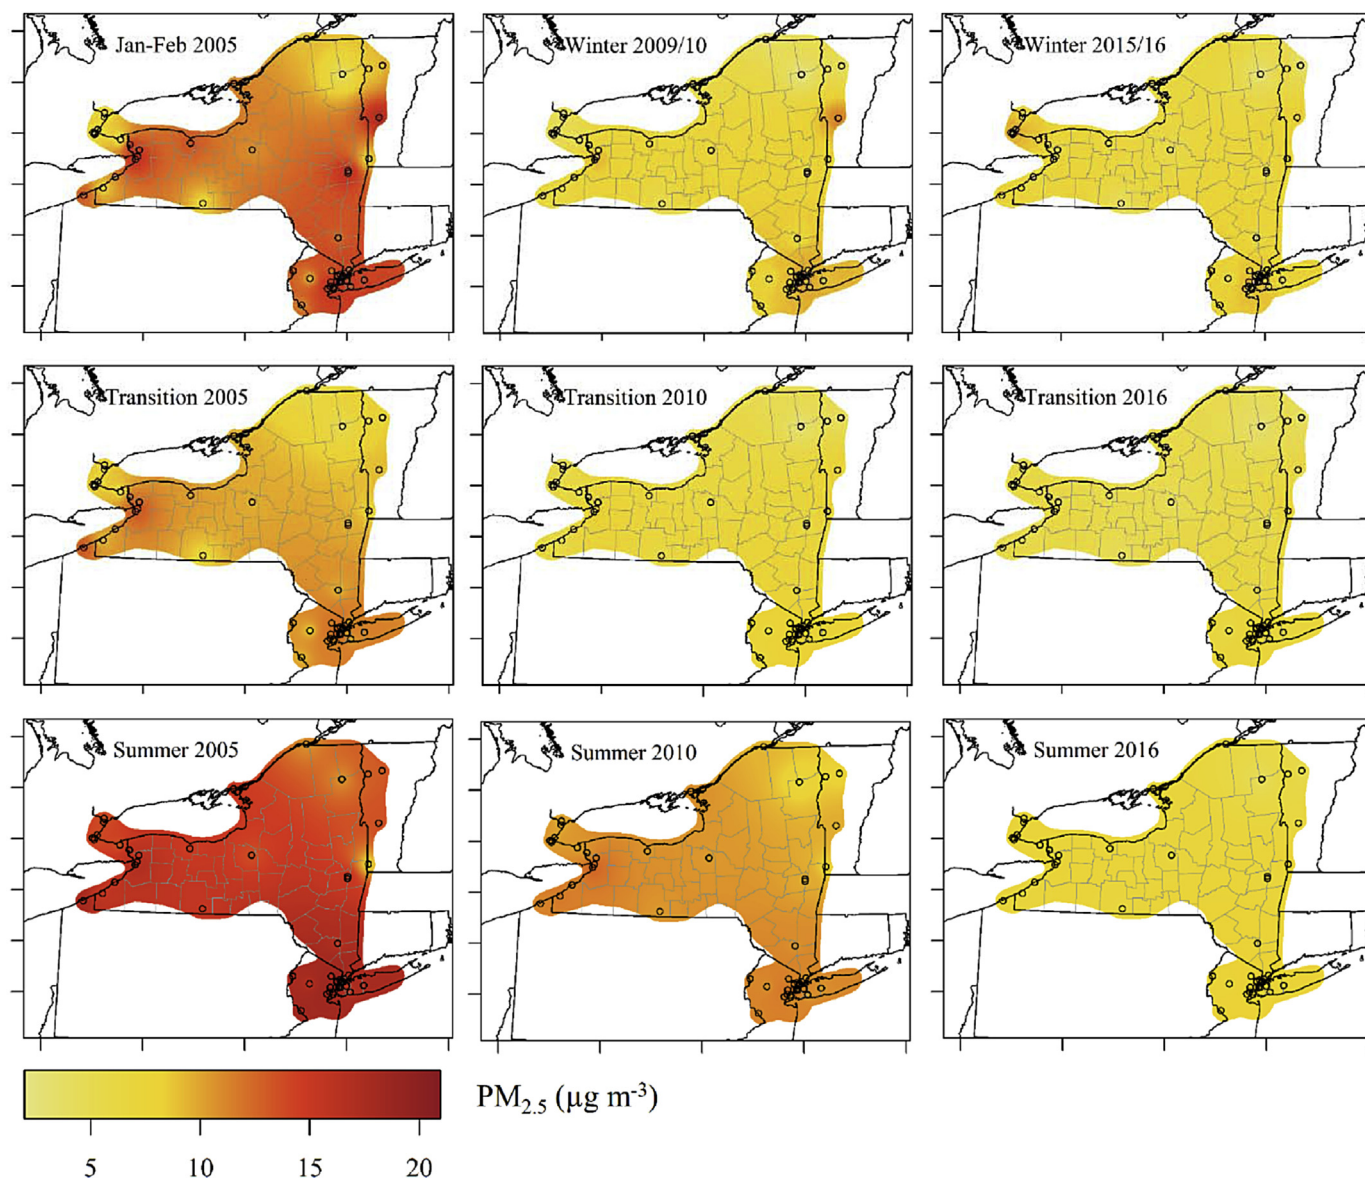 Jan-Feb 2005
Winter 2009/10
Winter 2015/16
Transition 2005
Transition 2010
Transition 2016
Summer 2005
Summer 2010
Summer 2016
PM2.5 (µg m-3)
5 10 15 20